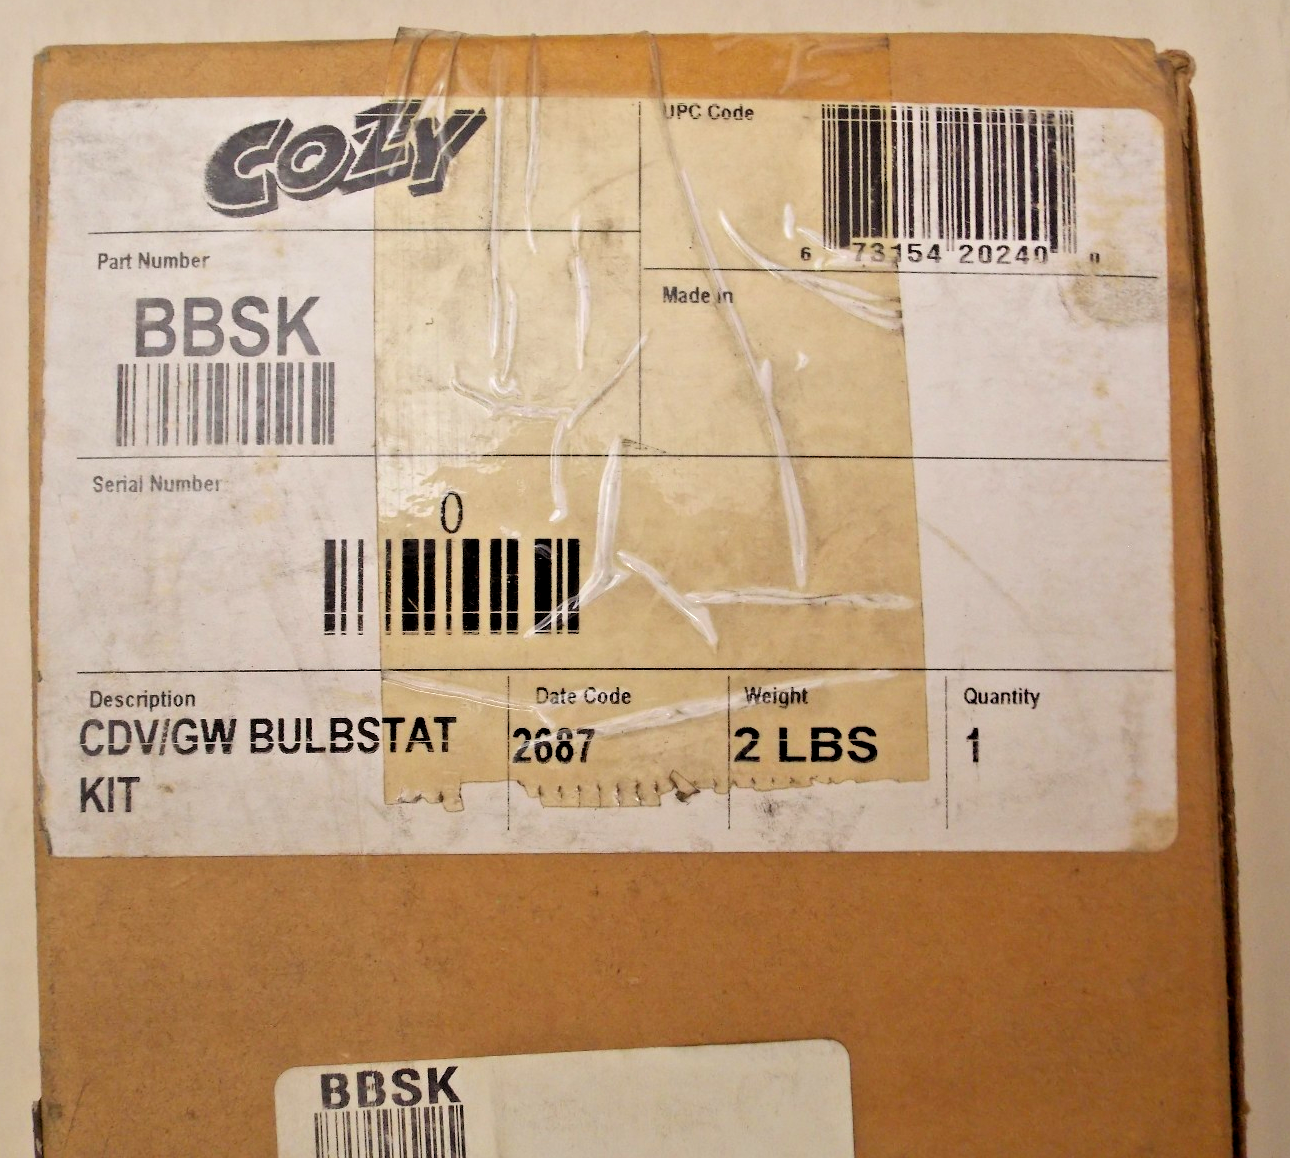 COZY
UPC Code
6 73154 20240 0
Part Number
BBSK
Made in
Serial Number
0
Description
CDV/GW BULBSTAT
KIT
Date Code
2687
Weight
2 LBS
Quantity
1
BBSK